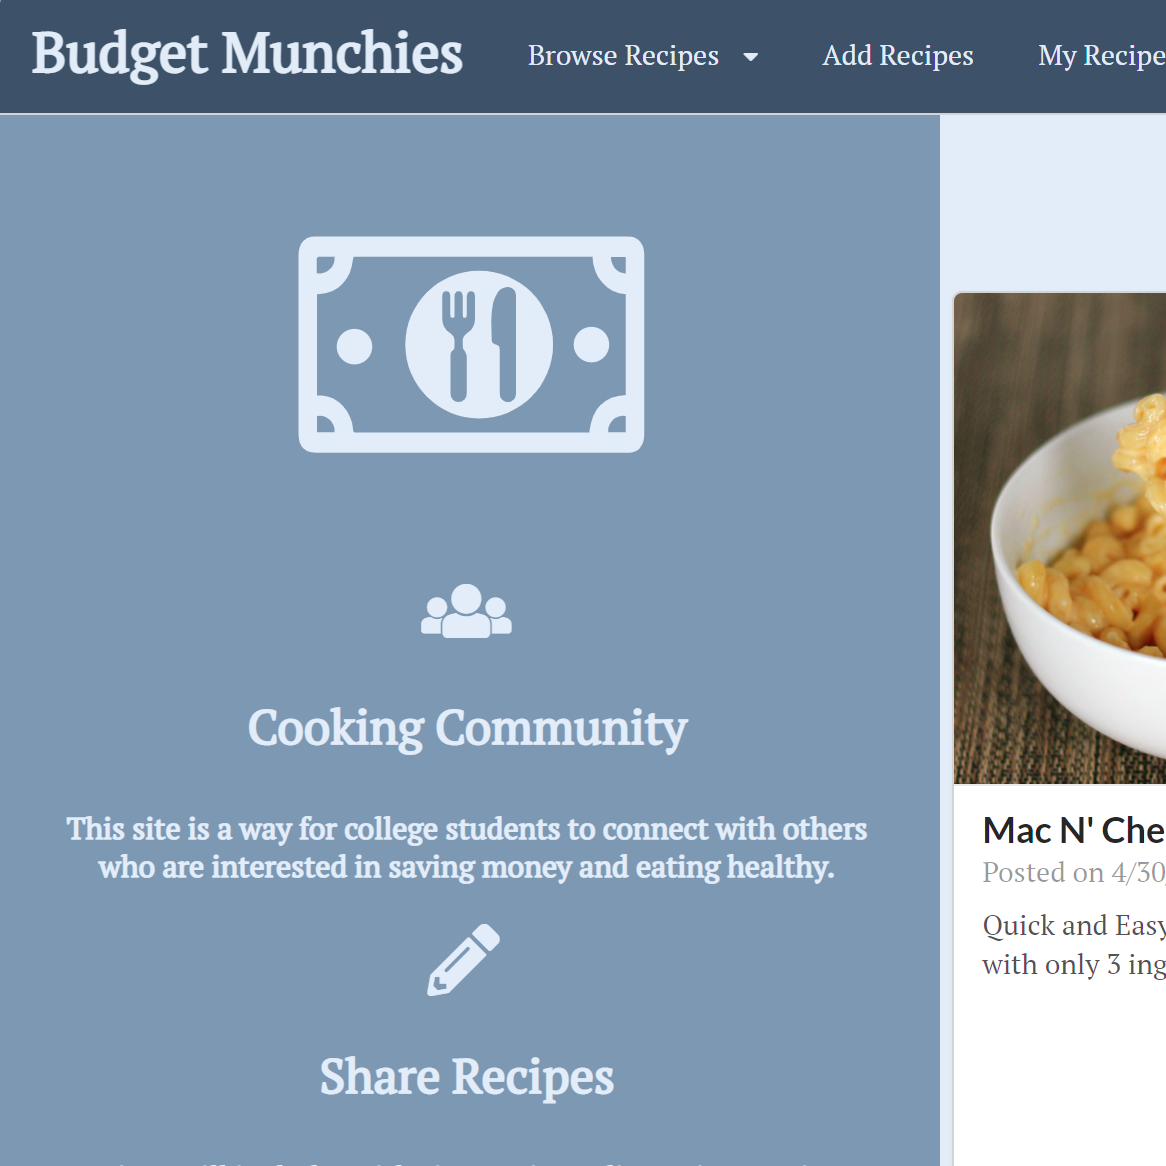 Budget Munchies
Browse Recipes
Add Recipes
My Recipe
Cooking Community
This site is a way for college students to connect with others
who are interested in saving money and eating healthy.
Share Recipes
Mac N' Che
Posted on 4/30
Quick and Easy
with only 3 ing